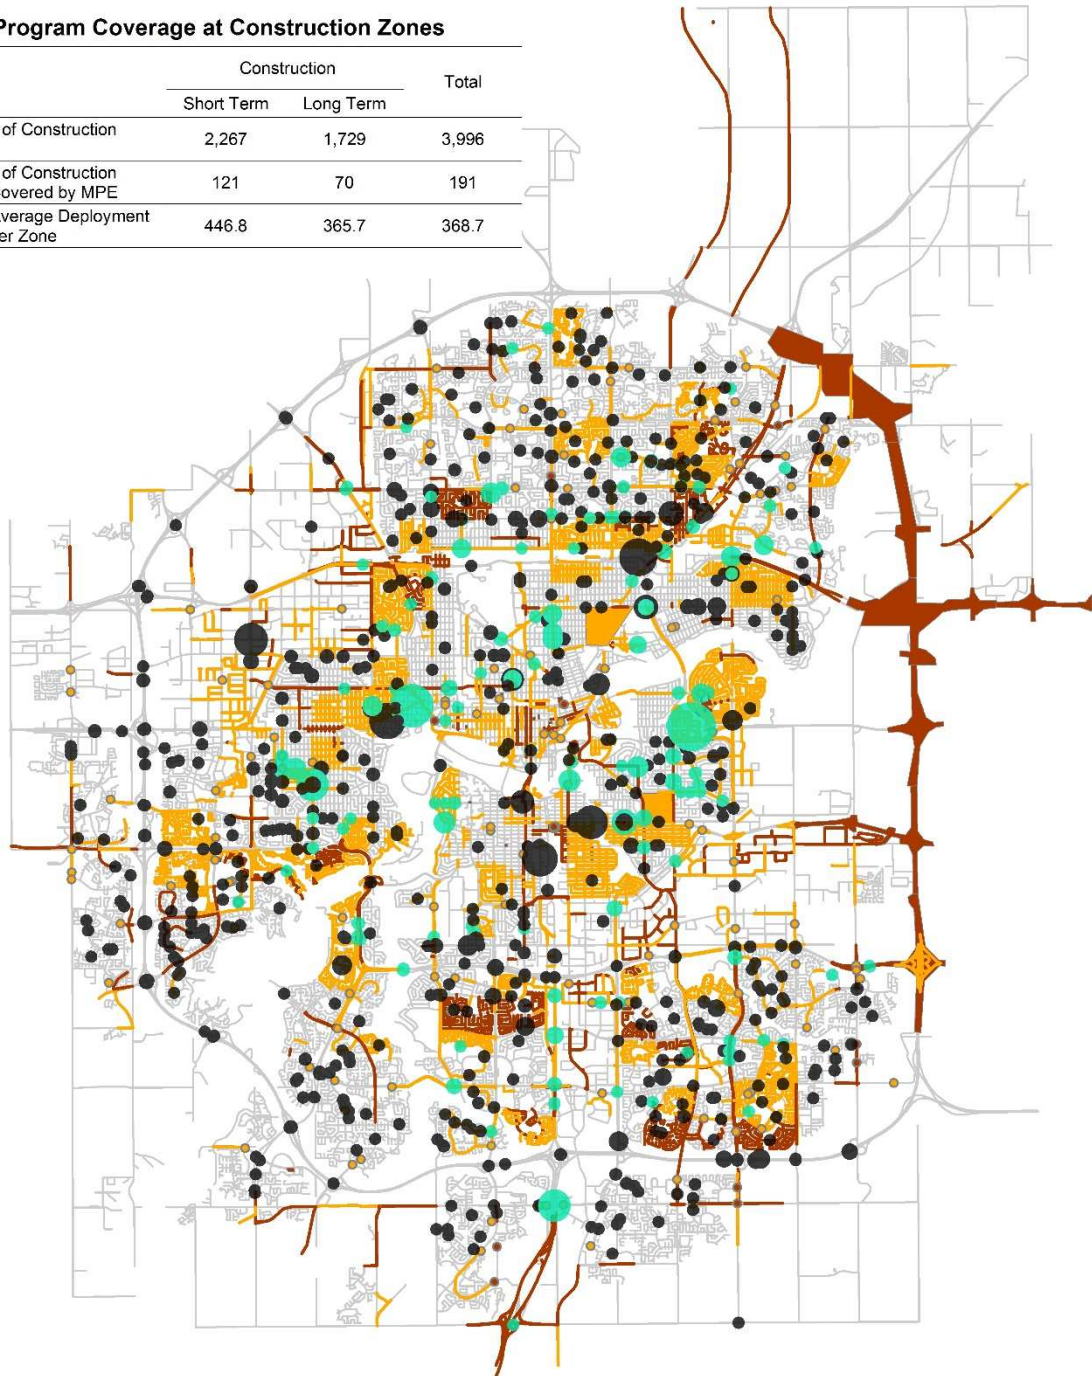 Program Coverage at Construction Zones
Construction
Total
Short Term Long Term
of Construction
2,267 1,729 3,996
of Construction
overed by MPE
121 70 191
verage Deployment
er Zone
446.8 365.7 368.7